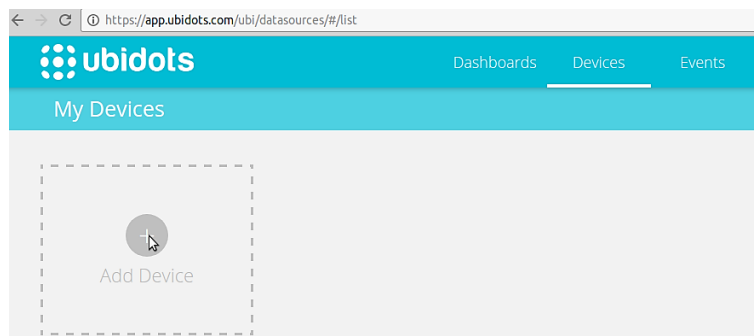 https://app.ubidots.com/ubi/datasources/#/list
ubidots
Dashboards Devices Events
My Devices
+
Add Device